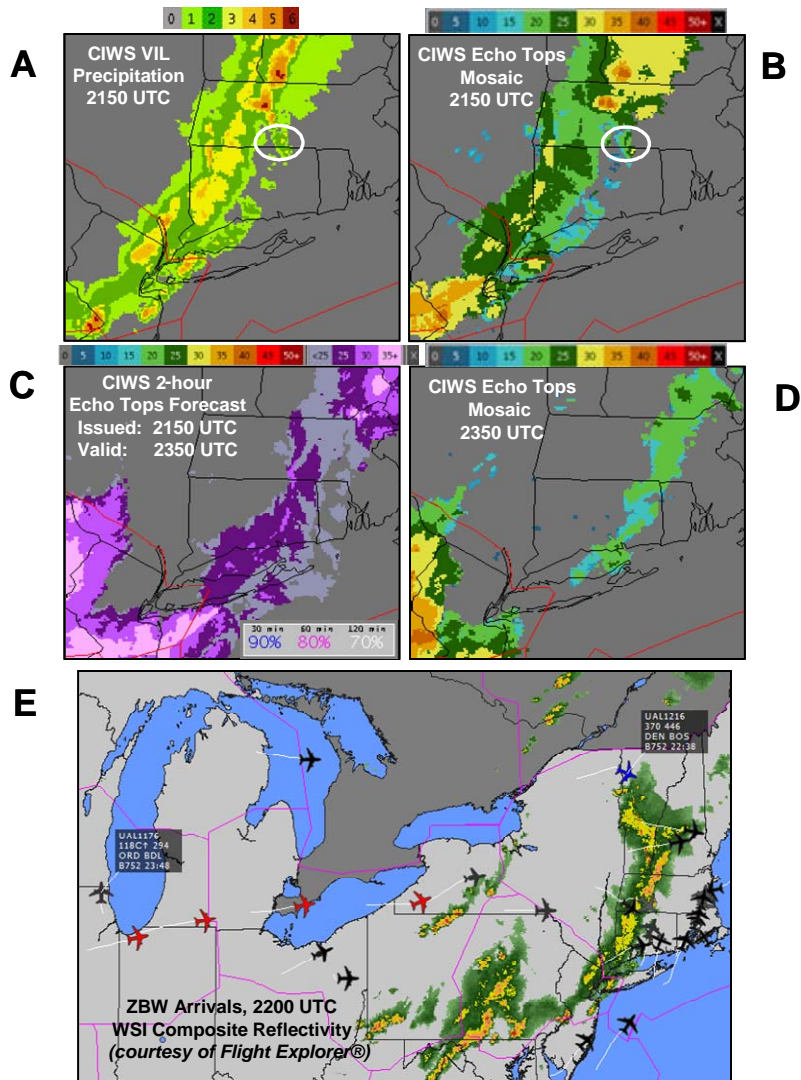 0 1 2 3 4 5 6
0 5 10 15 20 25 30 35 40 45 50+ X
A
CIWS VIL
Precipitation
2150 UTC
CIWS Echo Tops
Mosaic
2150 UTC
B
0 5 10 15 20 25 30 35 40 45 50+ <25 25 30 35+ X
0 5 10 15 20 25 30 35 40 45 50+ X
C
CIWS 2-hour
Echo Tops Forecast
Issued: 2150 UTC
Valid: 2350 UTC
30 min 60 min 120 min
90% 80% 70%
CIWS Echo Tops
Mosaic
2350 UTC
D
E
UAL1216
370 446
DEN BOS
B752 22:38
UAL1176
118C↑ 294
ORD BDL
B752 23:48
ZBW Arrivals, 2200 UTC
WSI Composite Reflectivity
(courtesy of Flight Explorer®)